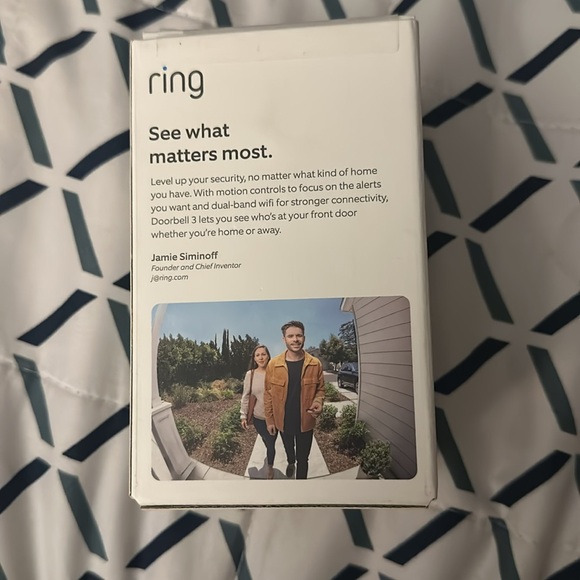 ring
See what
matters most.
Level up your security, no matter what kind of home
you have. With motion controls to focus on the alerts
you want and dual-band wifi for stronger connectivity,
Doorbell 3 lets you see who's at your front door
whether you're home or away.
Jamie Siminoff
Founder and Chief Inventor
j@ring.com